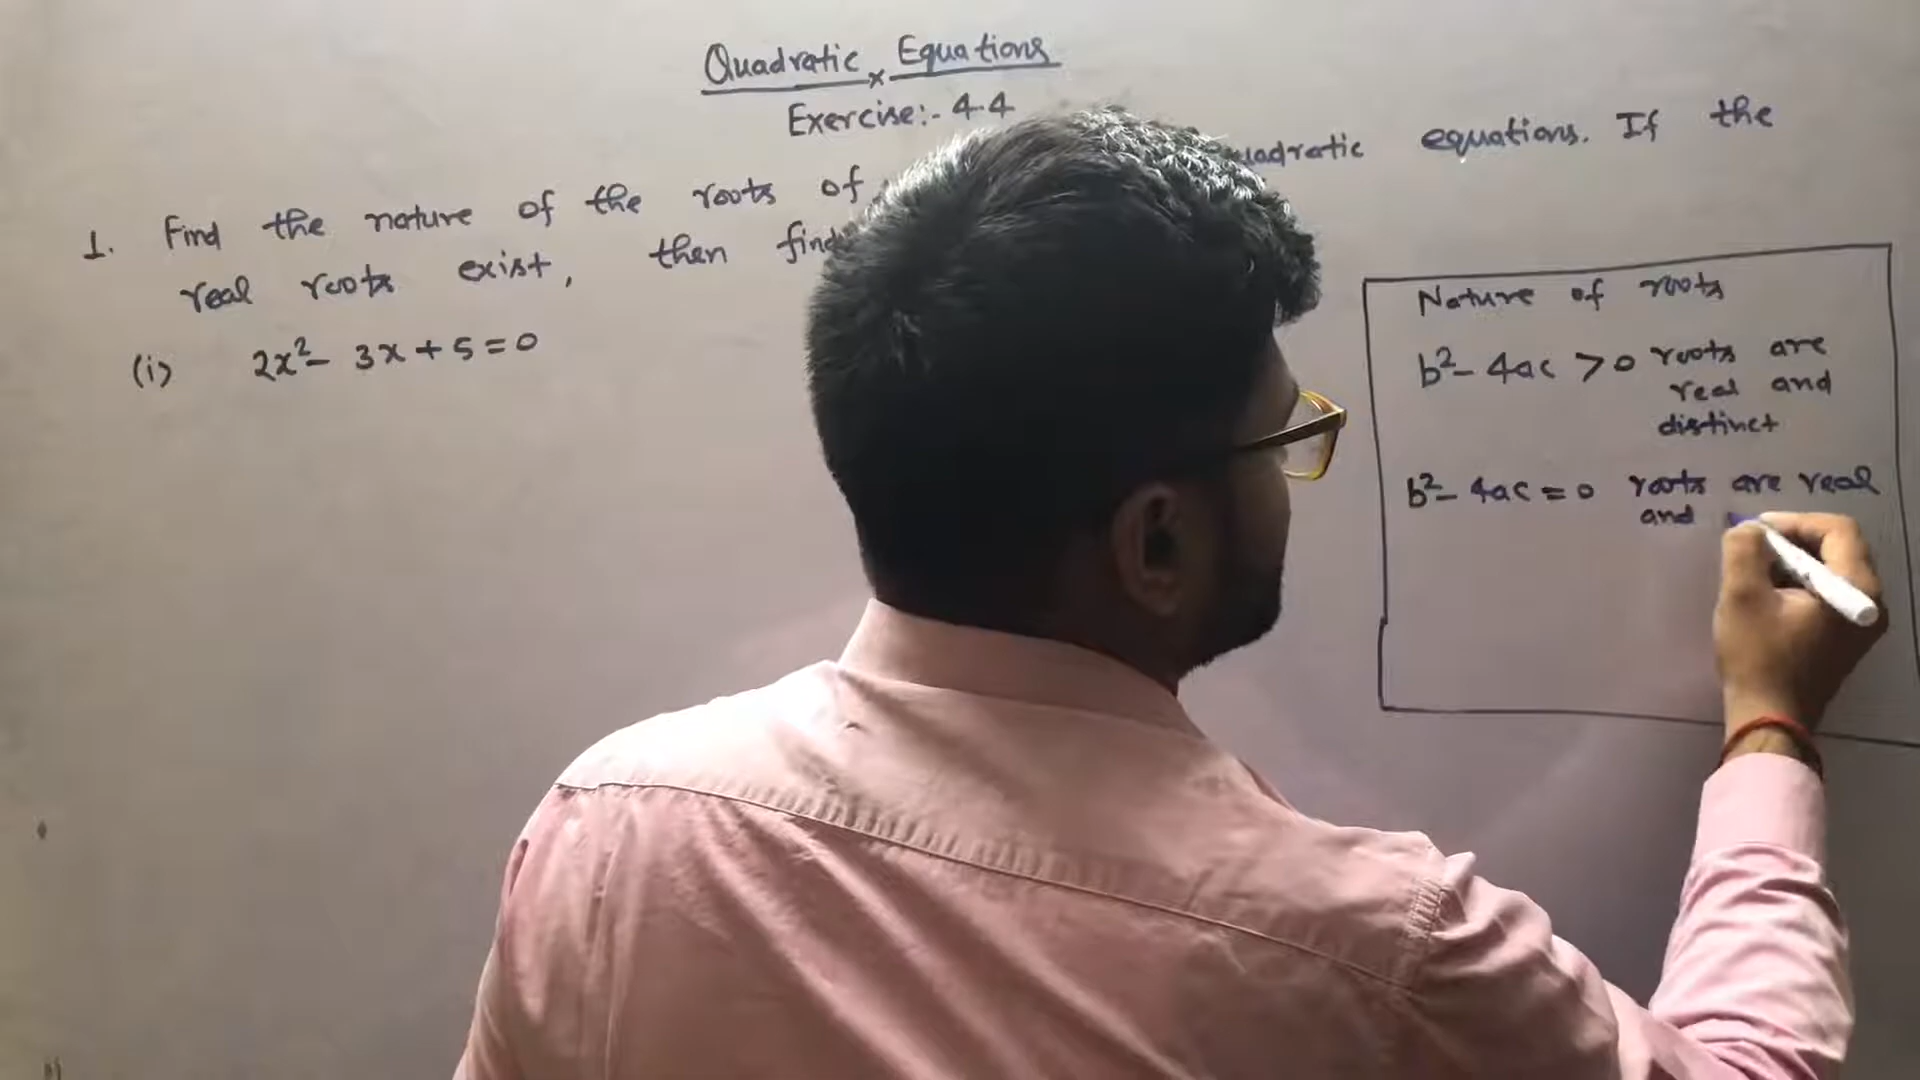 Quadratic Equations
Exercise:- 4.4
1. Find the nature of the roots of quadratic equations. If the
real roots exist, then find
(i) 2x²- 3x+5=0
Nature of roots
b²- 4ac > 0 roots are
real and
distinct
b²- 4ac = 0 roots are real
and